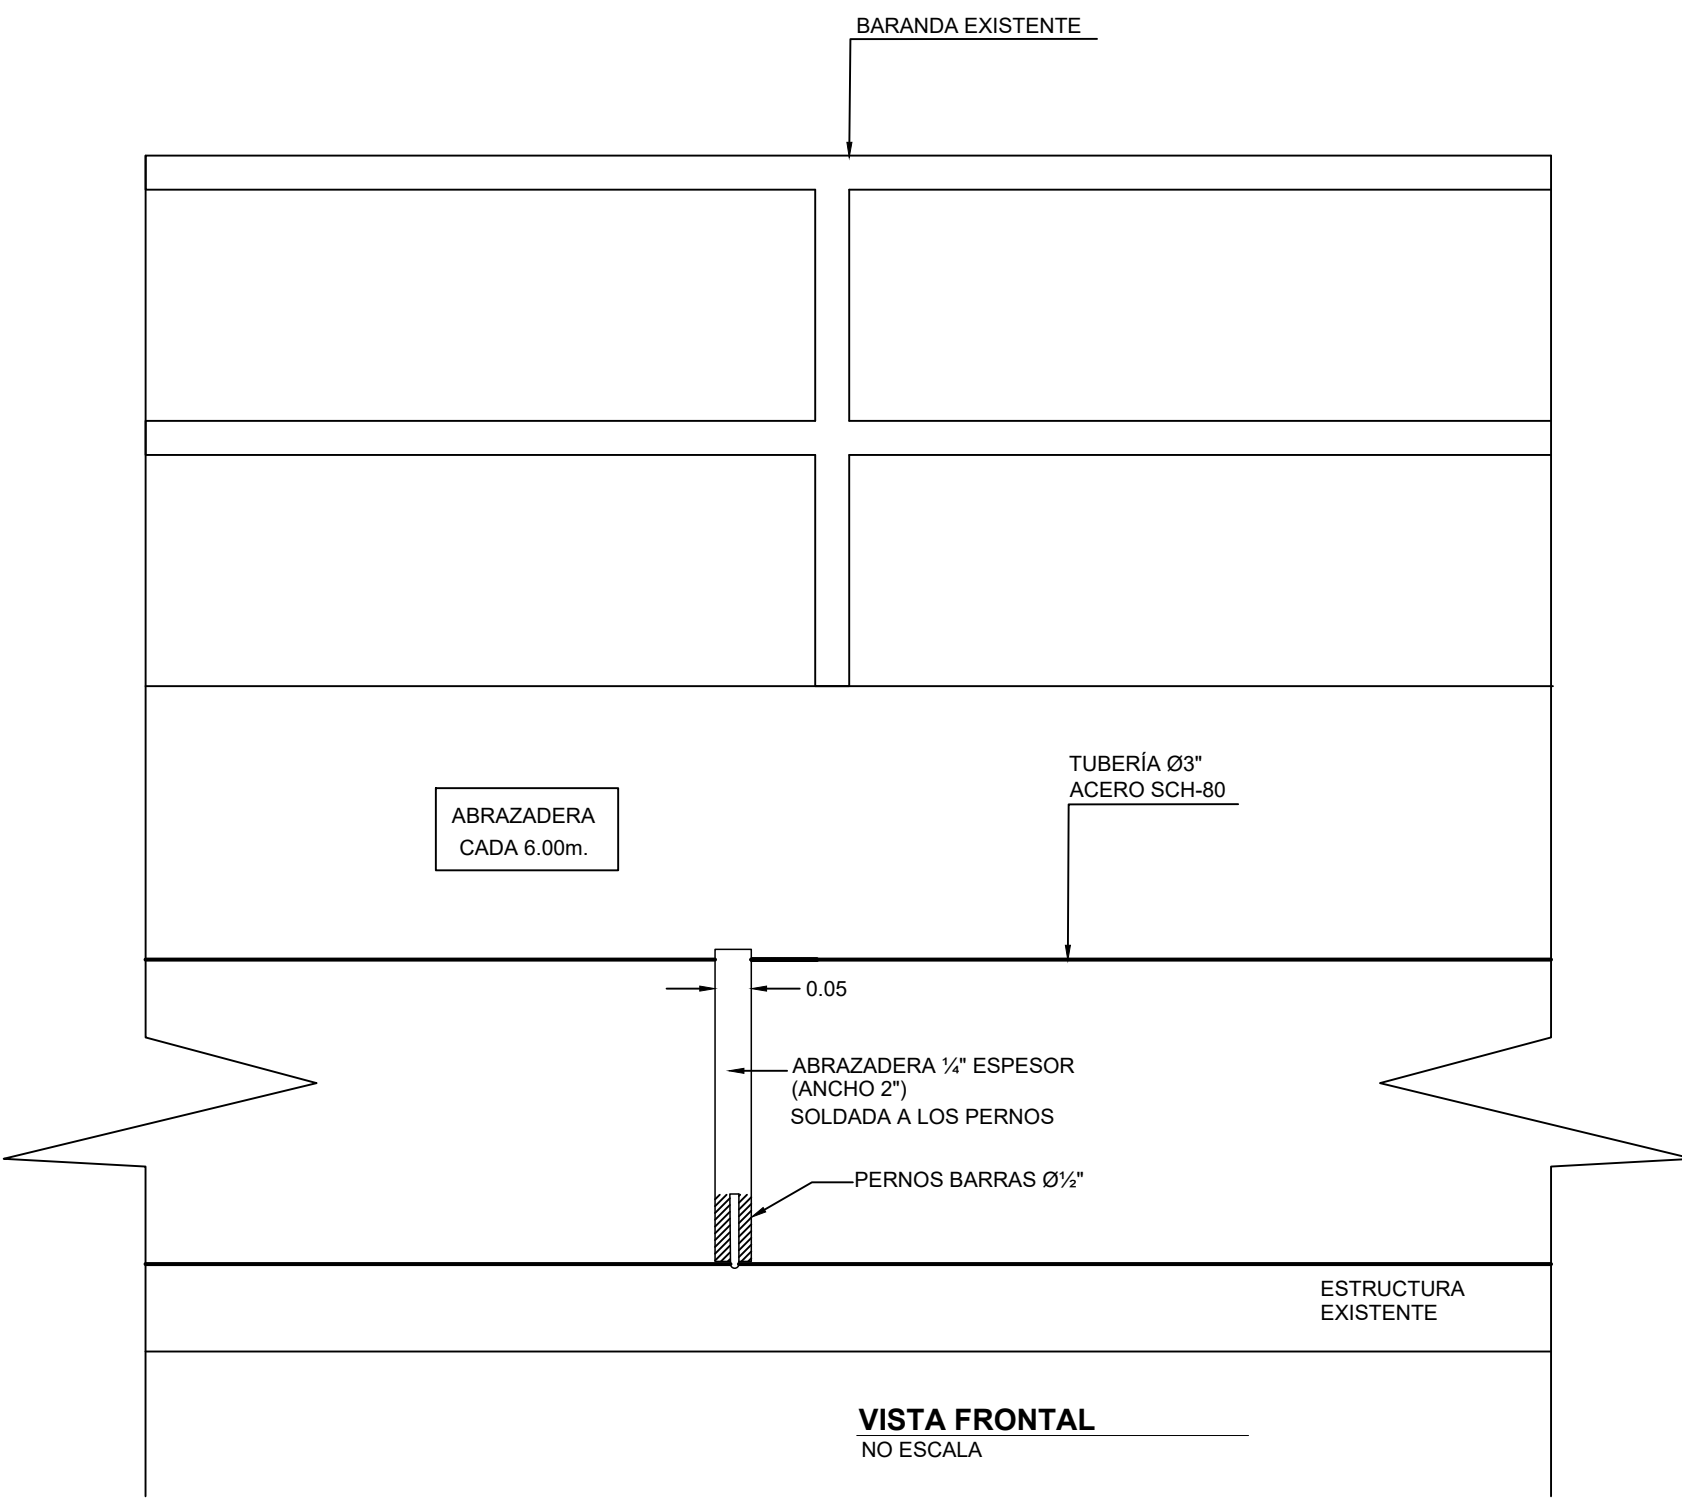 BARANDA EXISTENTE
TUBERÍA Ø3"
ACERO SCH-80
ABRAZADERA
CADA 6.00m.
0.05
ABRAZADERA ¼" ESPESOR
(ANCHO 2")
SOLDADA A LOS PERNOS
PERNOS BARRAS Ø½"
ESTRUCTURA
EXISTENTE
VISTA FRONTAL
NO ESCALA